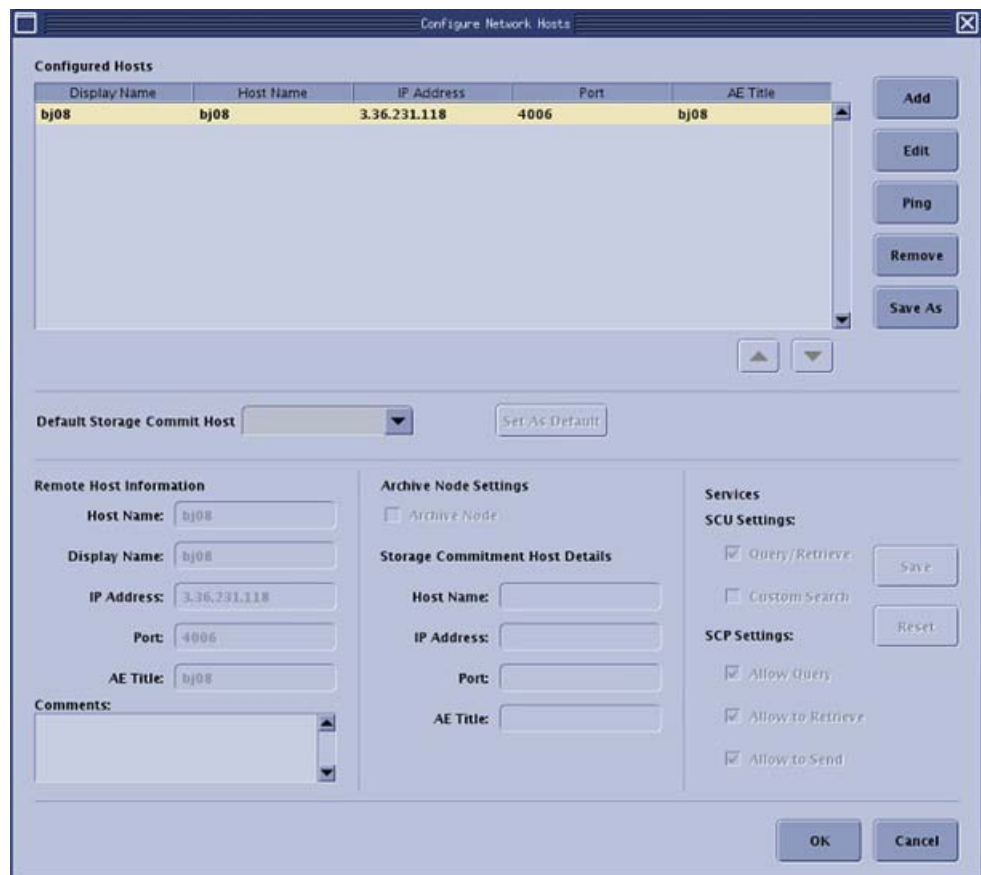 Configure Network Hosts
Configured Hosts
Display Name Host Name IP Address Port AE Title
bj08 bj08 3.36.231.118 4006 bj08
Add
Edit
Ping
Remove
Save As
Default Storage Commit Host
Set As Default
Remote Host Information
Host Name: bj08
Display Name: bj08
IP Address: 3.36.231.118
Port: 4006
AE Title: bj08
Comments:
Archive Node Settings
Archive Node
Storage Commitment Host Details
Host Name:
IP Address:
Port:
AE Title:
Services
SCU Settings:
Query/Retrieve
Custom Search
SCP Settings:
Allow Query
Allow to Retrieve
Allow to Send
Save
Reset
OK
Cancel